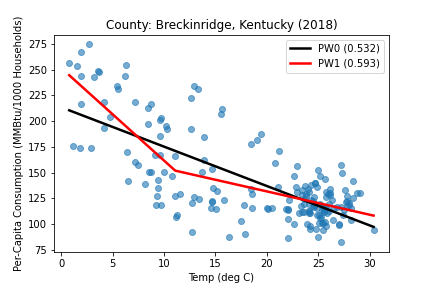 County: Breckinridge, Kentucky (2018)
Per-Capita Consumption (MMBtu/1000 Households)
275
250
225
200
175
150
125
100
75
PW0 (0.532)
PW1 (0.593)
0 5 10 15 20 25 30
Temp (deg C)